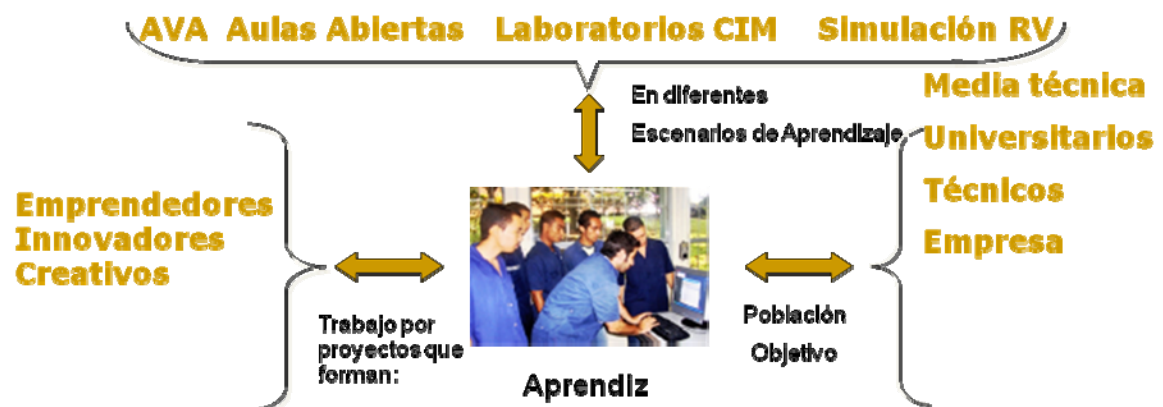 AVA Aulas Abiertas Laboratorios CIM Simulación RV
En diferentes
Escenarios de Aprendizaje
Media técnica
Universitarios
Técnicos
Empresa
Emprendedores
Innovadores
Creativos
Trabajo por
proyectos que
forman:
Población
Objetivo
Aprendiz